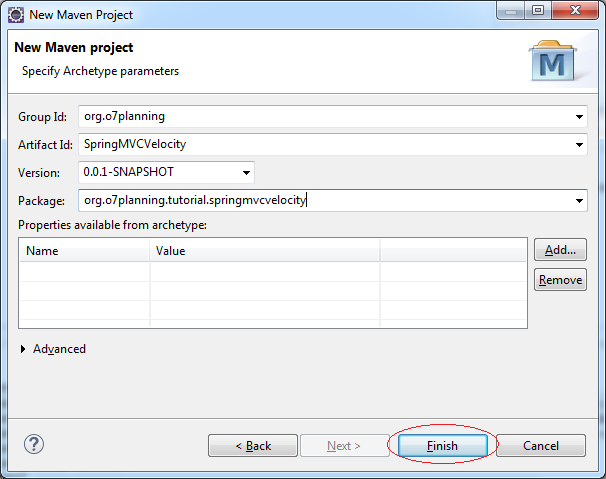 New Maven Project
New Maven project
Specify Archetype parameters
M
Group Id: org.o7planning
Artifact Id: SpringMVCVelocity
Version: 0.0.1-SNAPSHOT
Package: org.o7planning.tutorial.springmvcvelocity
Properties available from archetype:
Name Value
Add...
Remove
Advanced
? < Back Next > Finish Cancel